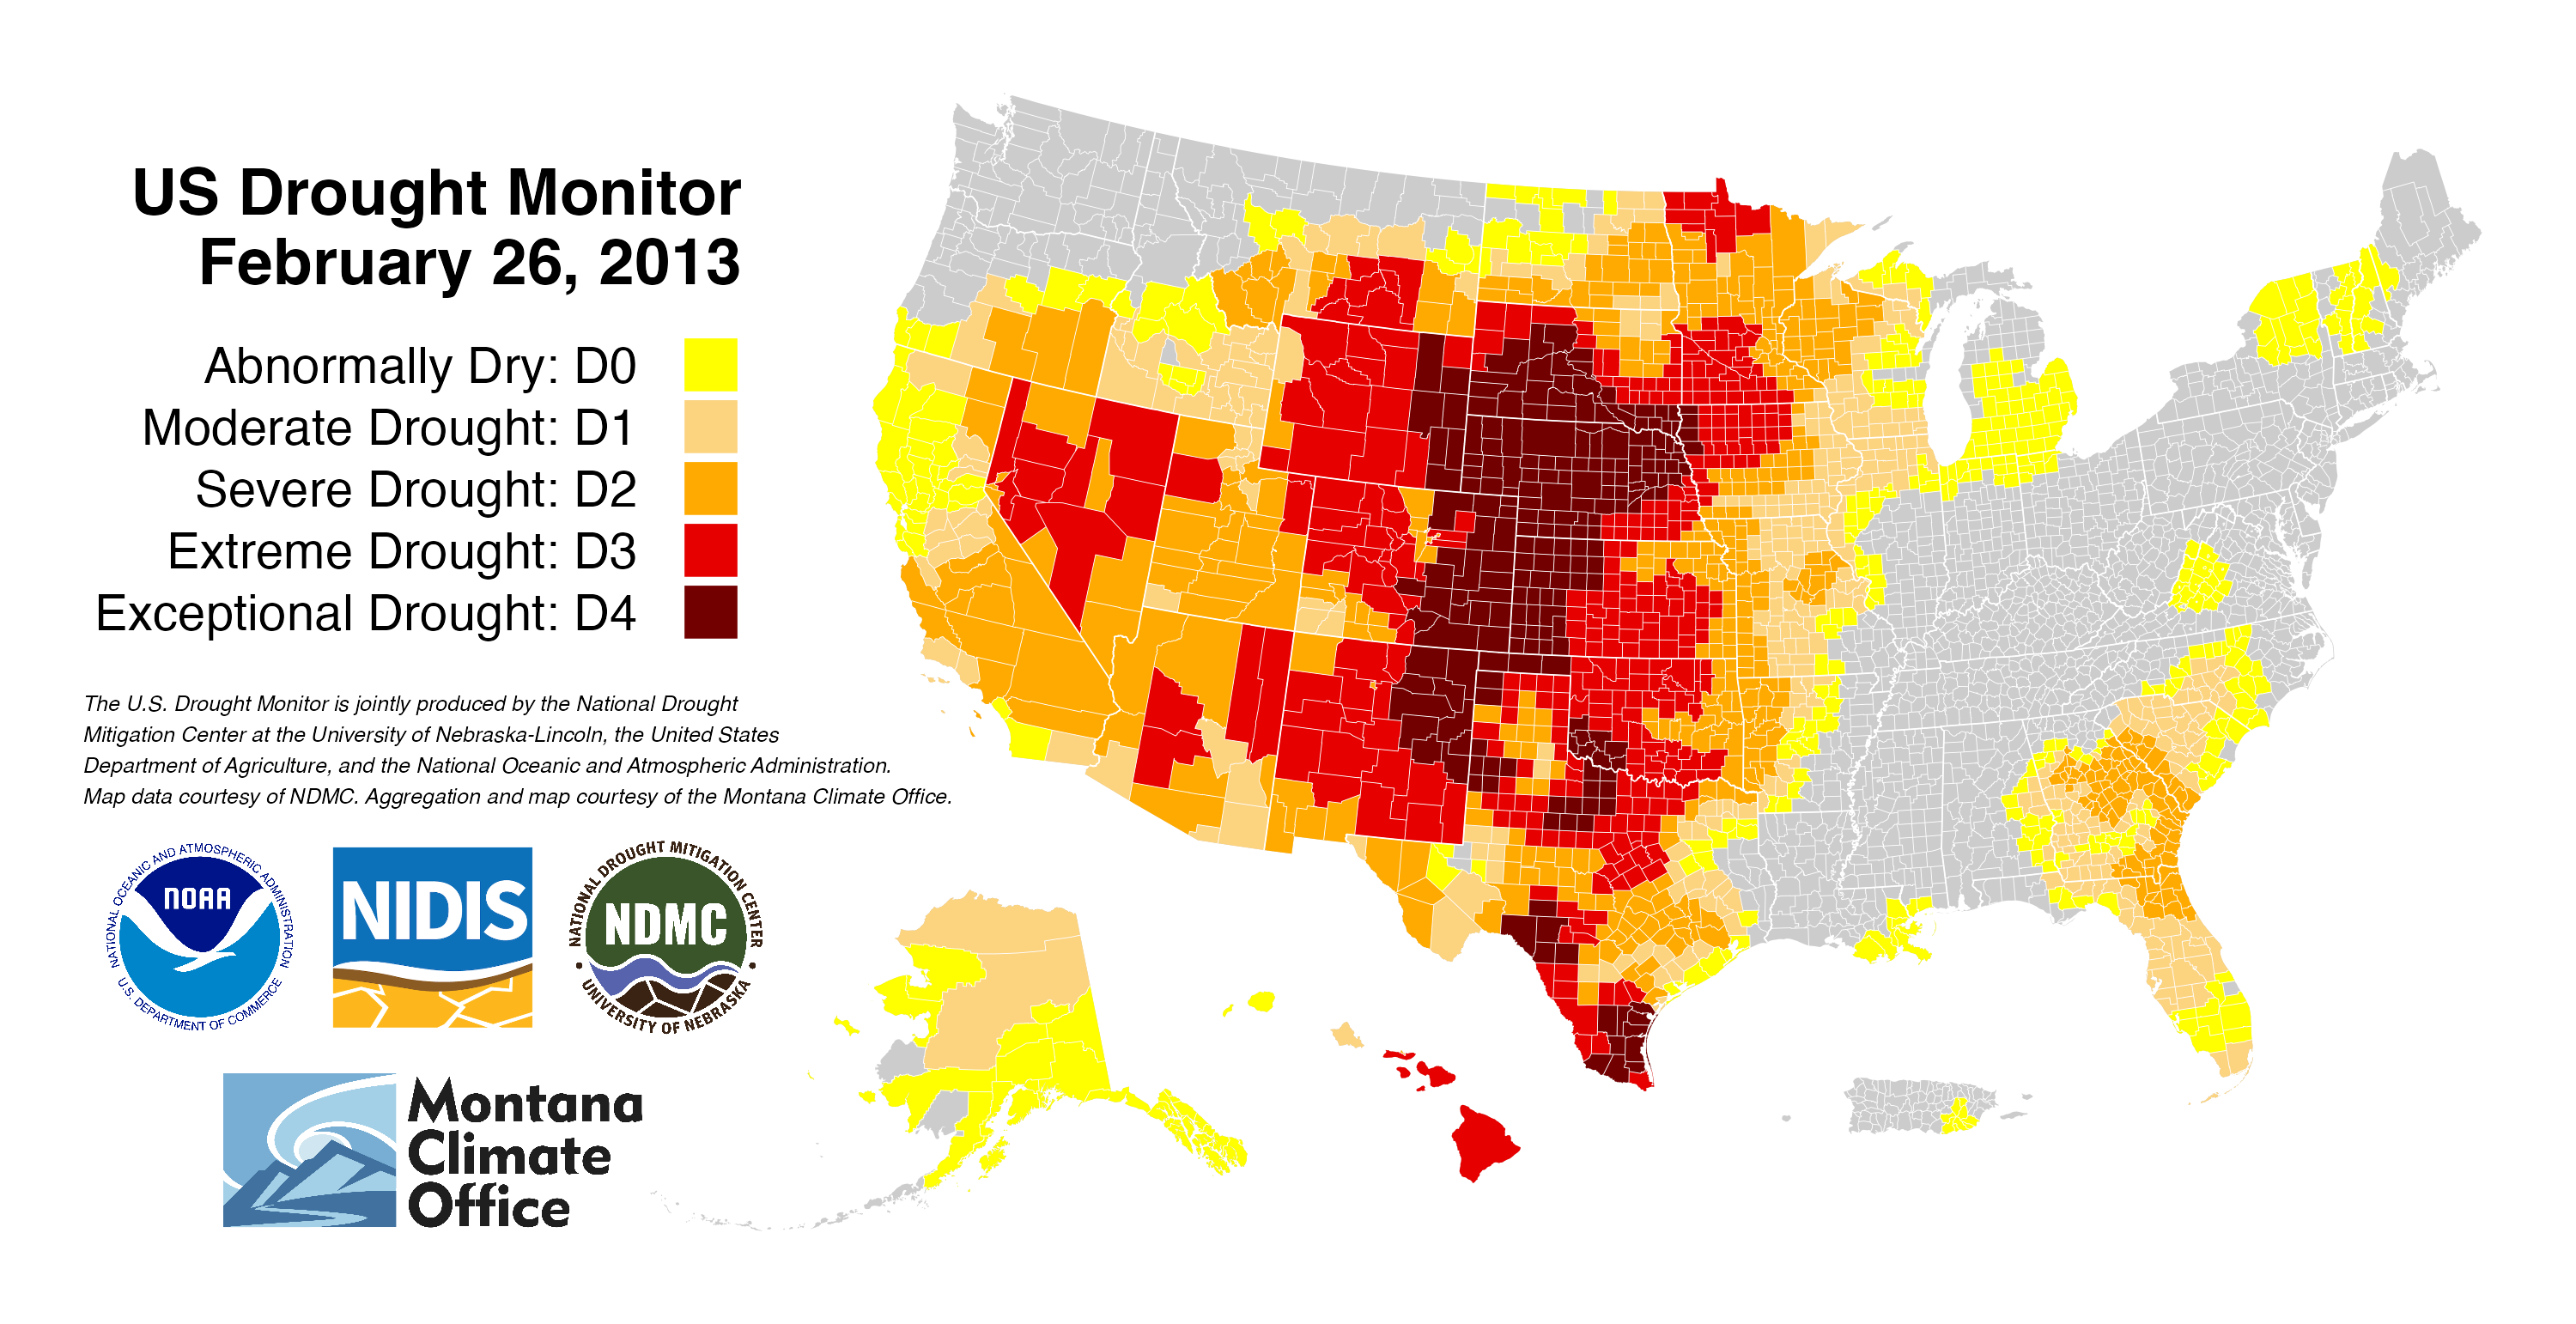 US Drought Monitor
February 26, 2013
Abnormally Dry: D0
Moderate Drought: D1
Severe Drought: D2
Extreme Drought: D3
Exceptional Drought: D4
The U.S. Drought Monitor is jointly produced by the National Drought
Mitigation Center at the University of Nebraska-Lincoln, the United States
Department of Agriculture, and the National Oceanic and Atmospheric Administration.
Map data courtesy of NDMC. Aggregation and map courtesy of the Montana Climate Office.
NATIONAL OCEANIC AND ATMOSPHERIC ADMINISTRATION
NOAA
U.S. DEPARTMENT OF COMMERCE
NIDIS
NATIONAL DROUGHT MITIGATION CENTER
NDMC
UNIVERSITY OF NEBRASKA
Montana
Climate
Office